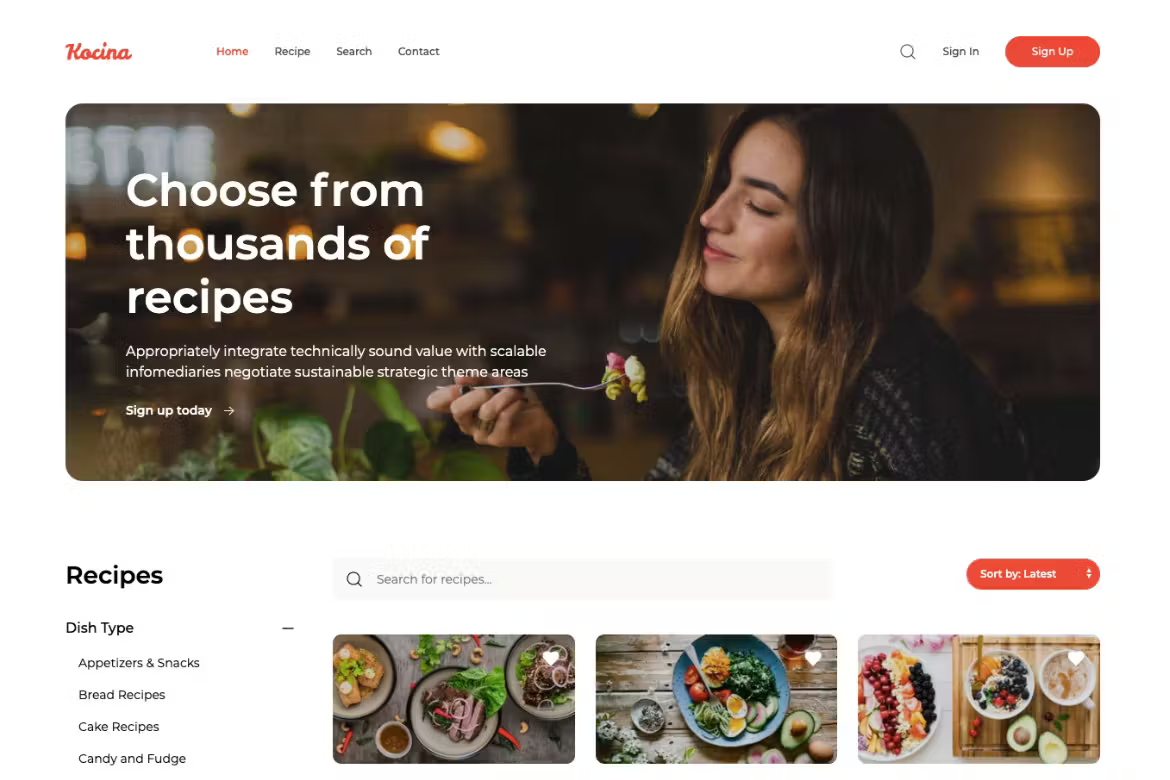 Kocina
Home Recipe Search Contact
Sign In
Sign Up
Choose from
thousands of
recipes
Appropriately integrate technically sound value with scalable
infomediaries negotiate sustainable strategic theme areas
Sign up today
Recipes
Search for recipes...
Sort by: Latest
Dish Type
Appetizers & Snacks
Bread Recipes
Cake Recipes
Candy and Fudge